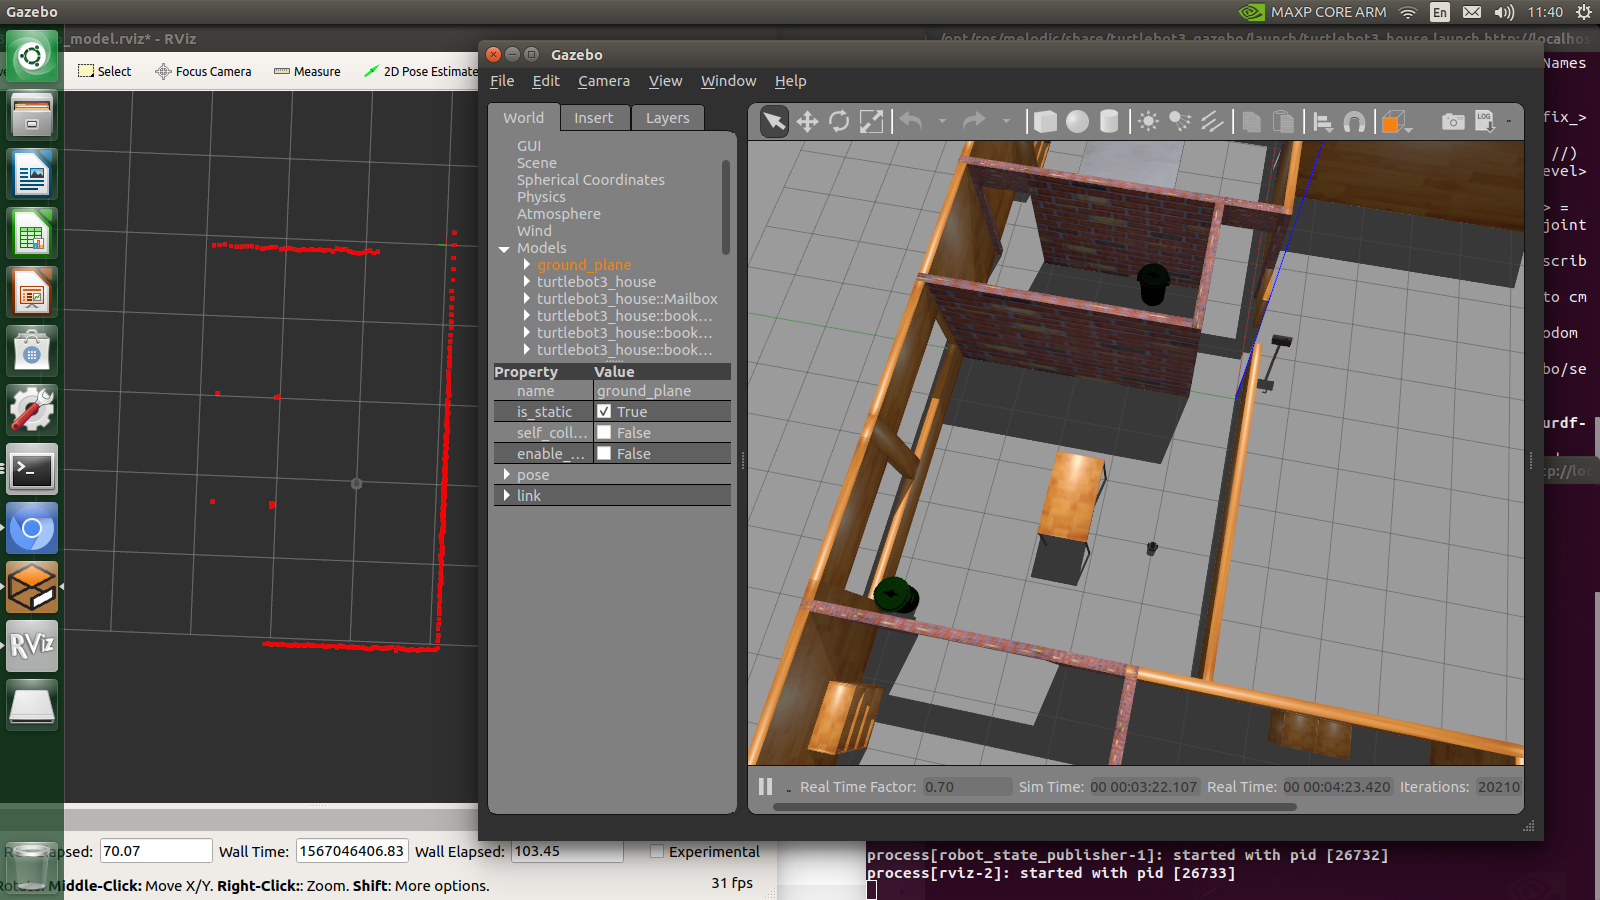 Gazebo
MAXP CORE ARM
En
11:40
_model.rviz* - RViz
/opt/ros/melodic/share/turtlebot3_gazebo/launch/turtlebot3_house.launch http://localhos
Select
Focus Camera
Measure
2D Pose Estimate
Gazebo
File Edit Camera View Window Help
World
Insert
Layers
LOG
GUI
Scene
Spherical Coordinates
Physics
Atmosphere
Wind
Models
ground_plane
turtlebot3_house
turtlebot3_house::Mailbox
turtlebot3_house::book...
turtlebot3_house::book...
turtlebot3_house::book...
Property Value
name ground_plane
is_static True
self_coll... False
enable_... False
pose
link
Names
fix_>
//)
evel>
> =
joint
scrib
to cm
odom
bo/se
urdf-
RViz
Real Time Factor: 0.70 Sim Time: 00 00:03:22.107 Real Time: 00 00:04:23.420 Iterations: 20210
apsed: 70.07 Wall Time: 1567046406.83 Wall Elapsed: 103.45 Experimental
Middle-Click: Move X/Y. Right-Click:: Zoom. Shift: More options.
31 fps
process[robot_state_publisher-1]: started with pid [26732]
process[rviz-2]: started with pid [26733]